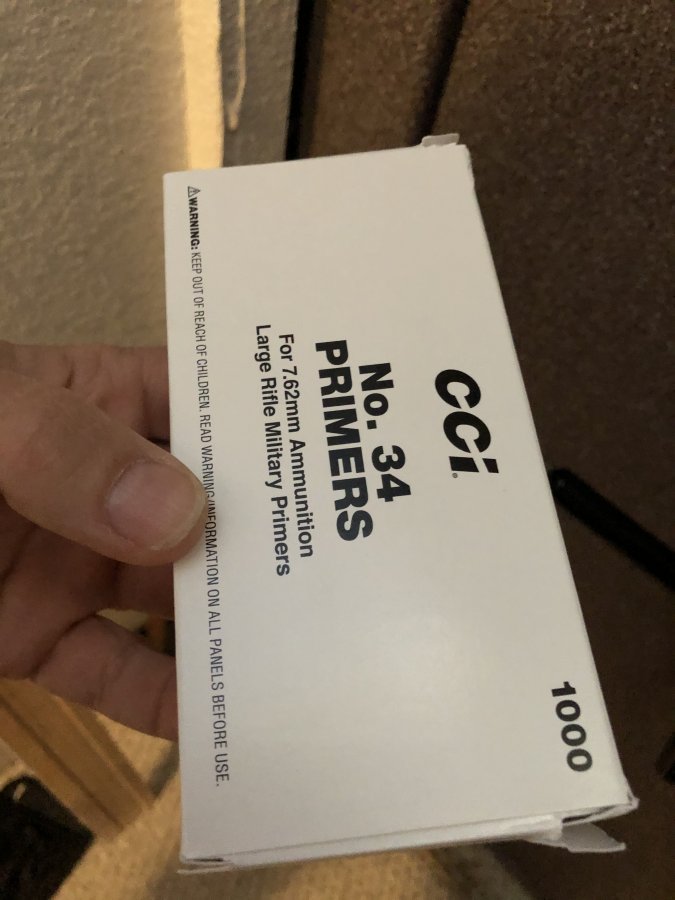 CCi®
No. 34
PRIMERS
For 7.62mm Ammunition
Large Rifle Military Primers
1000
⚠WARNING: KEEP OUT OF REACH OF CHILDREN. READ WARNING/INFORMATION ON ALL PANELS BEFORE USE.